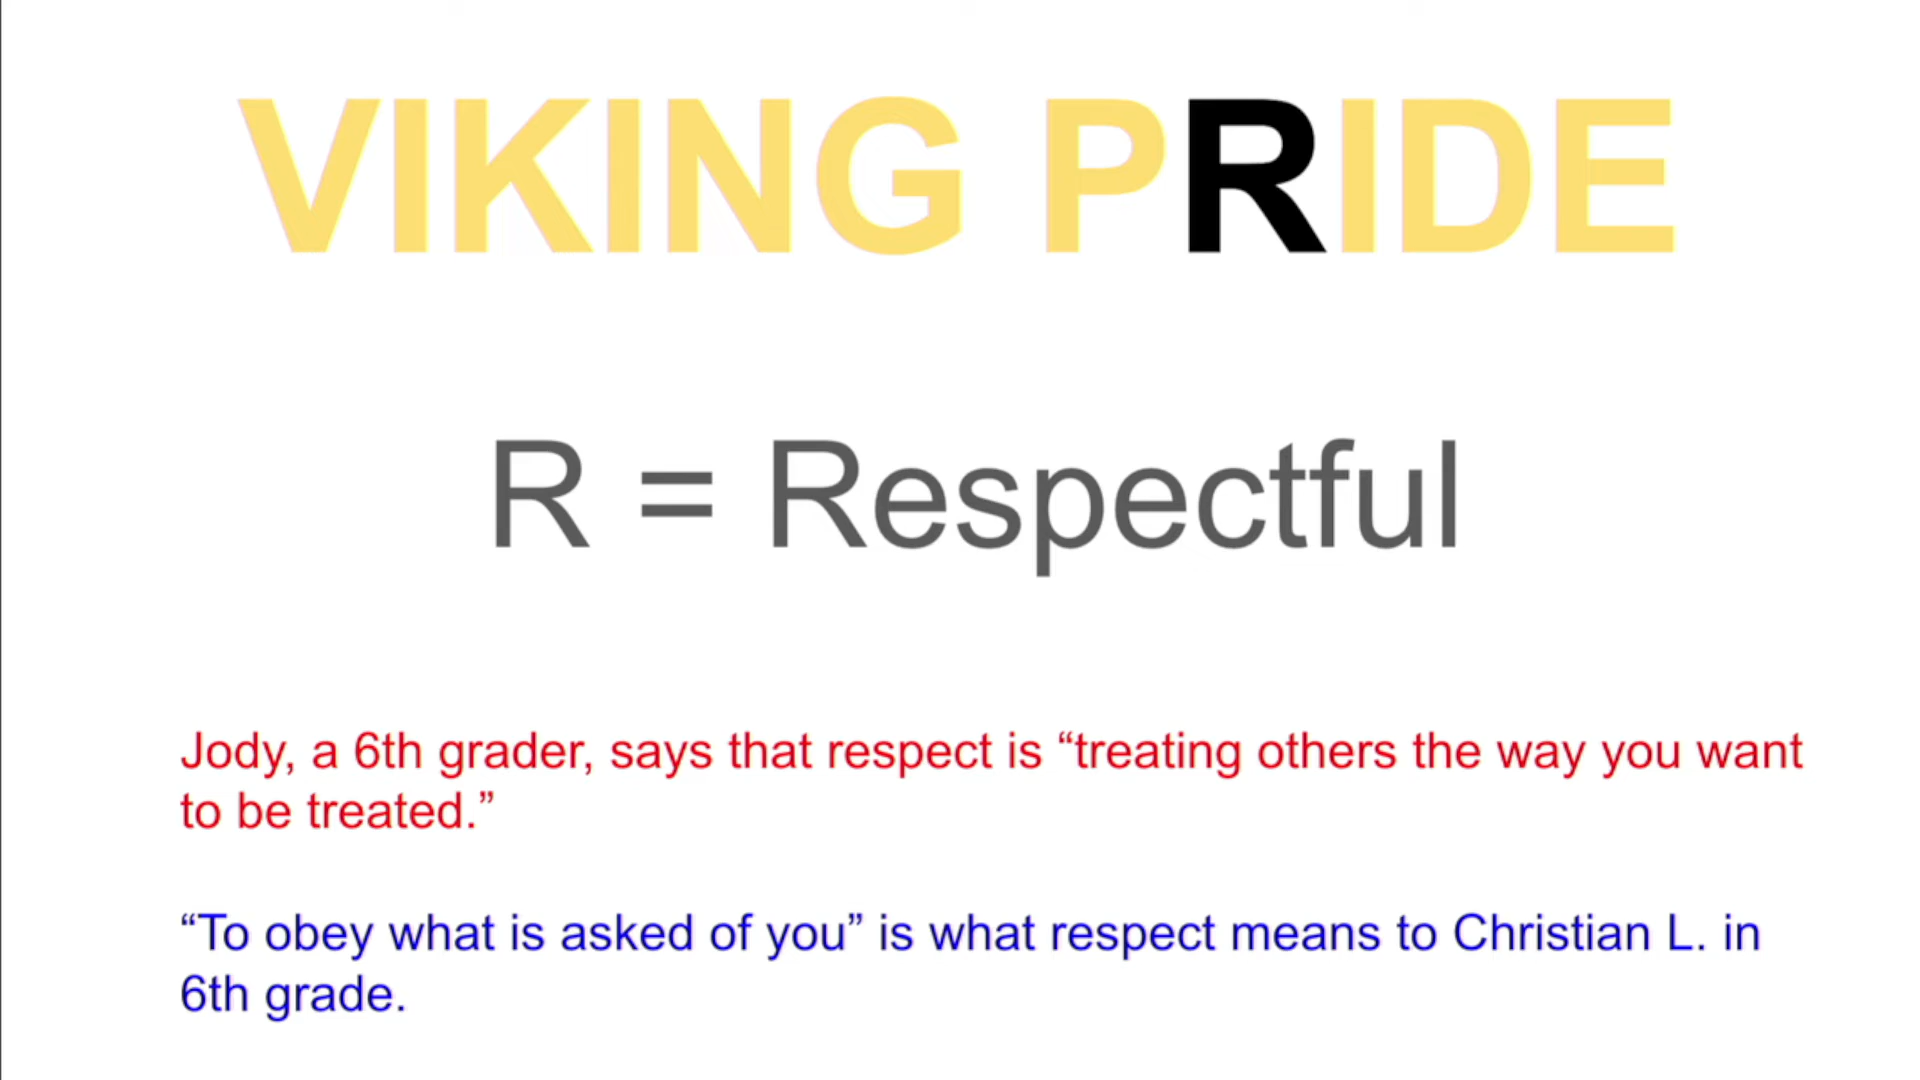 VIKING PRIDE
R = Respectful
Jody, a 6th grader, says that respect is “treating others the way you want
to be treated.”
“To obey what is asked of you” is what respect means to Christian L. in
6th grade.